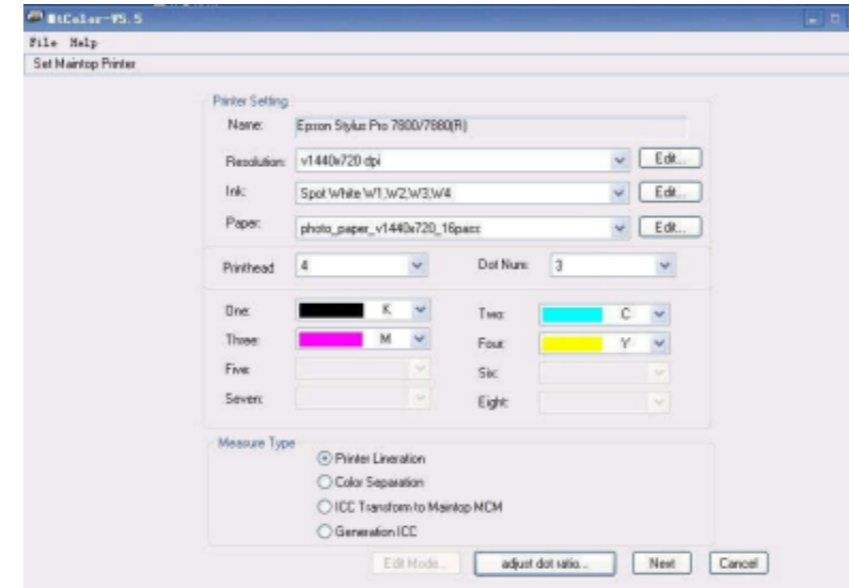 MtColor-V5.5
File Help
Set Maintop Printer
Printer Setting
Name: Epson Stylus Pro 7800/7880(R)
Resolution: v1440x720 dpi Edit...
Ink: Spot White W1,W2,W3,W4 Edit...
Paper: photo_paper_v1440x720_16pass Edit...
Printhead 4 Dot Num: 3
One: K Two: C
Three: M Four: Y
Five: Six:
Seven: Eight:
Measure Type
Printer Lineration
Color Separation
ICC Transform to Maintop MCM
Generation ICC
Edit Mode... adjust dot ratio... Next Cancel